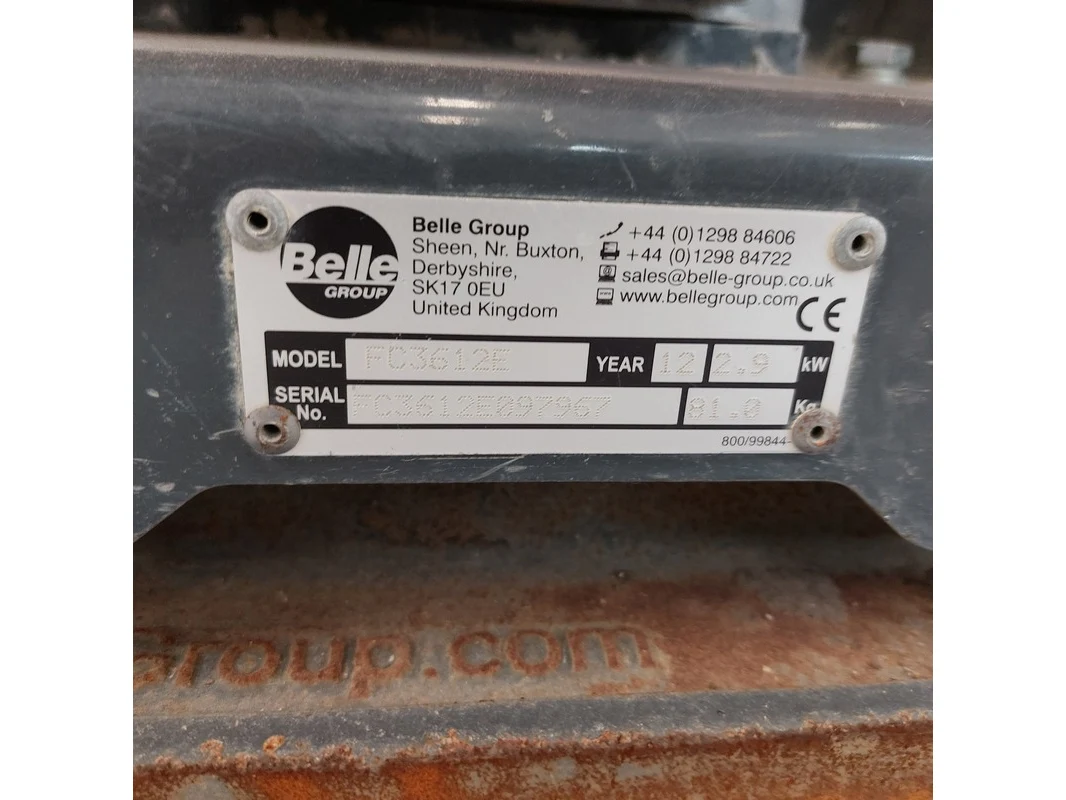 Belle
GROUP
Belle Group
Sheen, Nr. Buxton,
Derbyshire,
SK17 0EU
United Kingdom
+44 (0)1298 84606
+44 (0)1298 84722
sales@belle-group.co.uk
www.bellegroup.com
CE
MODEL FC3612E YEAR 12 2.9 kW
SERIAL No. FC3612E097967 81.0 Kg
800/99844-
Group.com